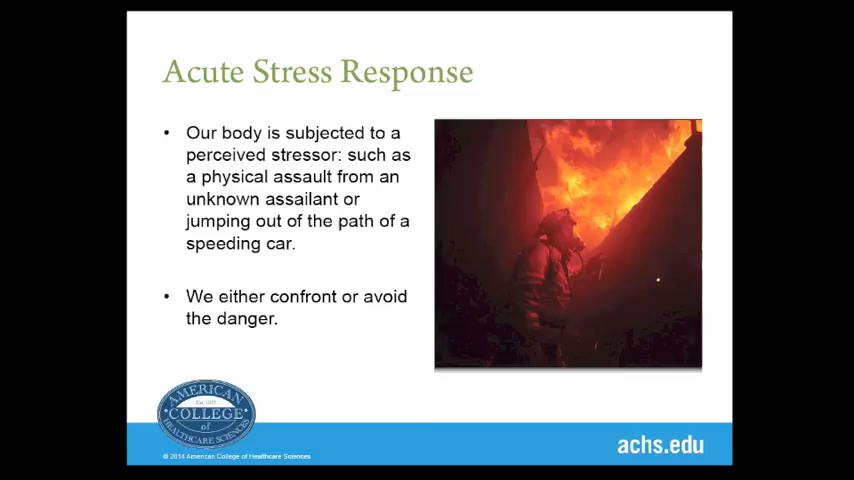 Acute Stress Response
• Our body is subjected to a
perceived stressor: such as
a physical assault from an
unknown assailant or
jumping out of the path of a
speeding car.
• We either confront or avoid
the danger.
AMERICAN
Est. 1978
COLLEGE
of
HEALTHCARE SCIENCES
achs.edu
© 2014 American College of Healthcare Sciences